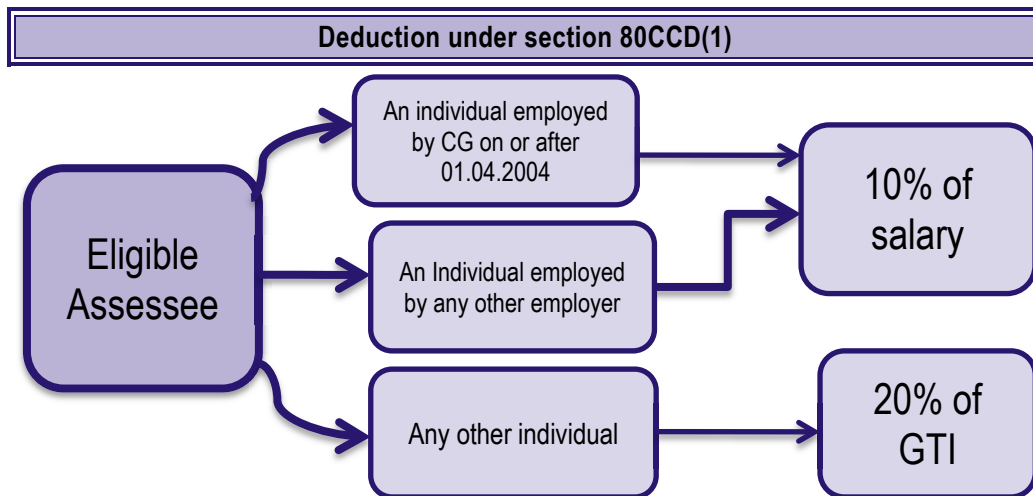 Deduction under section 80CCD(1)
An individual employed
by CG on or after
01.04.2004
10% of
salary
Eligible
Assessee
An Individual employed
by any other employer
Any other individual
20% of
GTI